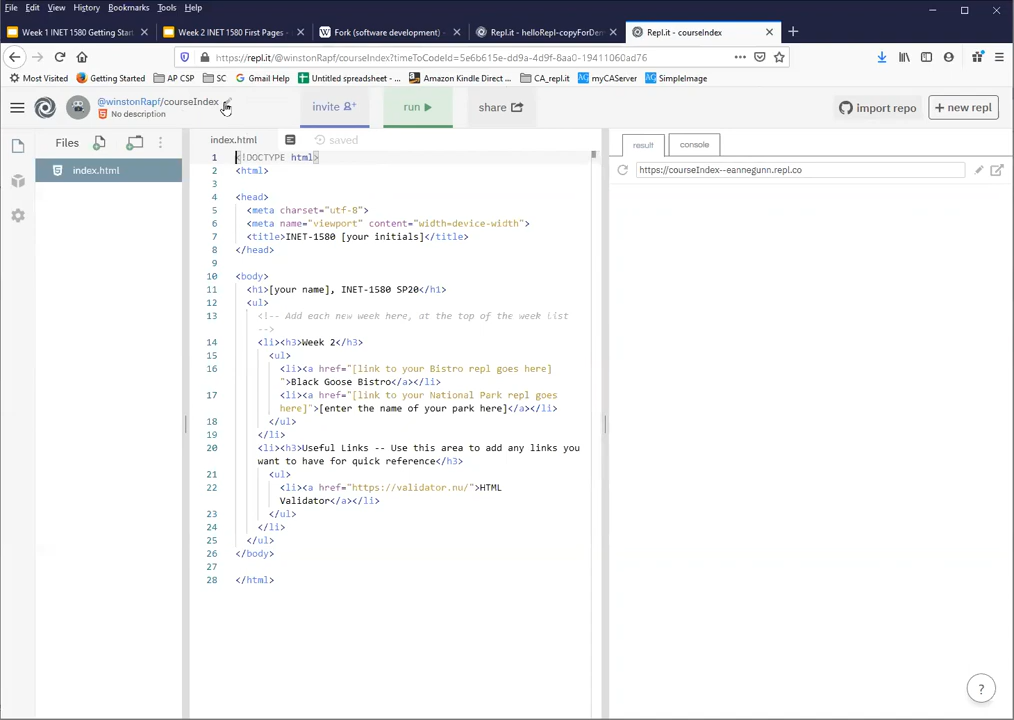 File Edit View History Bookmarks Tools Help
Week 1 INET 1580 Getting Star Week 2 INET 1580 First Pages - Fork (software development) - Repl.it - helloRepl-copyForDem Repl.it - courseIndex
https://repl.it/@winstonRapf/courseIndex?timeToCodeId=5e6b615e-dd9a-4d9f-8aa0-19411060ad76
Most Visited Getting Started AP CSP SC Gmail Help Untitled spreadsheet - ... Amazon Kindle Direct ... CA_repl.it myCAServer SimpleImage
@winstonRapf/courseIndex
No description
invite run share import repo + new repl
Files index.html saved result console
index.html
https://courseIndex--eannegunn.repl.co
1 <!DOCTYPE html>
2 <html>
3
4 <head>
5 <meta charset="utf-8">
6 <meta name="viewport" content="width=device-width">
7 <title>INET-1580 [your initials]</title>
8 </head>
9
10 <body>
11 <h1>[your name], INET-1580 SP20</h1>
12 <ul>
13 <!-- Add each new week here, at the top of the week list
-->
14 <li><h3>Week 2</h3>
15 <ul>
16 <li><a href="[link to your Bistro repl goes here]
">Black Goose Bistro</a></li>
17 <li><a href="[link to your National Park repl goes
here]">[enter the name of your park here]</a></li>
18 </ul>
19 </li>
20 <li><h3>Useful Links -- Use this area to add any links you
want to have for quick reference</h3>
21 <ul>
22 <li><a href="https://validator.nu/">HTML
Validator</a></li>
23 </ul>
24 </li>
25 </ul>
26 </body>
27
28 </html>
?